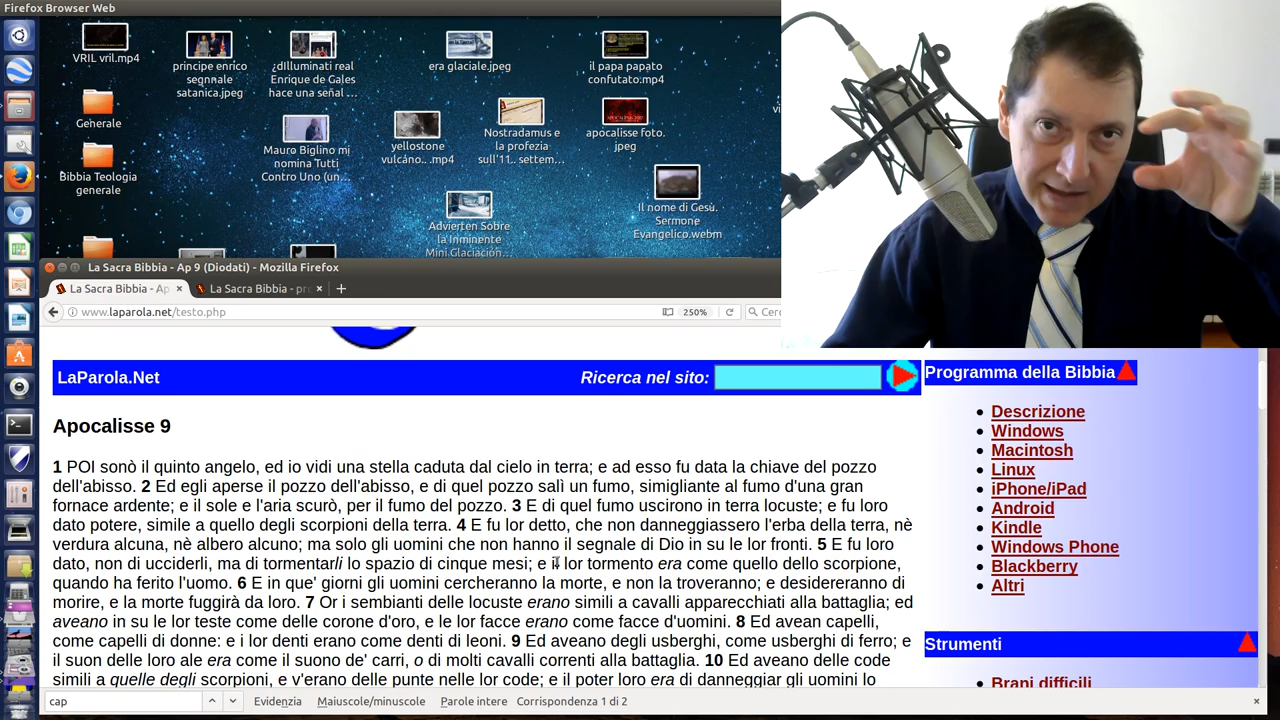 Firefox Browser Web
VRIL vril.mp4
principe enrico
segnnale
satanica.jpeg
¿dIlluminati real
Enrique de Gales
hace una señal ...
era glaciale.jpeg
il papa papato
confutato.mp4
Generale
Mauro Biglino mi
nomina Tutti
Contro Uno (un...
yellostone
vulcáno.. .mp4
Nostradamus e
la profezia
sull'11.. settem...
apocalisse foto.
jpeg
Bibbia Teologia
generale
Advierten Sobre
la Inminente
Mini Glaciación...
Il nome di Gesù.
Sermone
Evangelico.webm
La Sacra Bibbia - Ap 9 (Diodati) - Mozilla Firefox
La Sacra Bibbia - Ap × La Sacra Bibbia - pr × +
www.laparola.net/testo.php 250% Cerc
LaParola.Net Ricerca nel sito:
Apocalisse 9
1 POI sonò il quinto angelo, ed io vidi una stella caduta dal cielo in terra; e ad esso fu data la chiave del pozzo
dell'abisso. 2 Ed egli aperse il pozzo dell'abisso, e di quel pozzo salì un fumo, simigliante al fumo d'una gran
fornace ardente; e il sole e l'aria scurò, per il fumo del pozzo. 3 E di quel fumo uscirono in terra locuste; e fu loro
dato potere, simile a quello degli scorpioni della terra. 4 E fu lor detto, che non danneggiassero l'erba della terra, nè
verdura alcuna, nè albero alcuno; ma solo gli uomini che non hanno il segnale di Dio in su le lor fronti. 5 E fu loro
dato, non di ucciderli, ma di tormentarli lo spazio di cinque mesi; e il lor tormento era come quello dello scorpione,
quando ha ferito l'uomo. 6 E in que' giorni gli uomini cercheranno la morte, e non la troveranno; e desidereranno di
morire, e la morte fuggirà da loro. 7 Or i sembianti delle locuste erano simili a cavalli apparecchiati alla battaglia; ed
aveano in su le lor teste come delle corone d'oro, e le lor facce erano come facce d'uomini. 8 Ed avean capelli,
come capelli di donne: e i lor denti erano come denti di leoni. 9 Ed aveano degli usberghi, come usberghi di ferro; e
il suon delle loro ale era come il suono de' carri, o di molti cavalli correnti alla battaglia. 10 Ed aveano delle code
simili a quelle degli scorpioni, e v'erano delle punte nelle lor code; e il poter loro era di danneggiar gli uomini lo
Programma della Bibbia
Descrizione
Windows
Macintosh
Linux
iPhone/iPad
Android
Kindle
Windows Phone
Blackberry
Altri
Strumenti
Brani difficili
cap Evidenzia Maiuscole/minuscole Parole intere Corrispondenza 1 di 2 ×